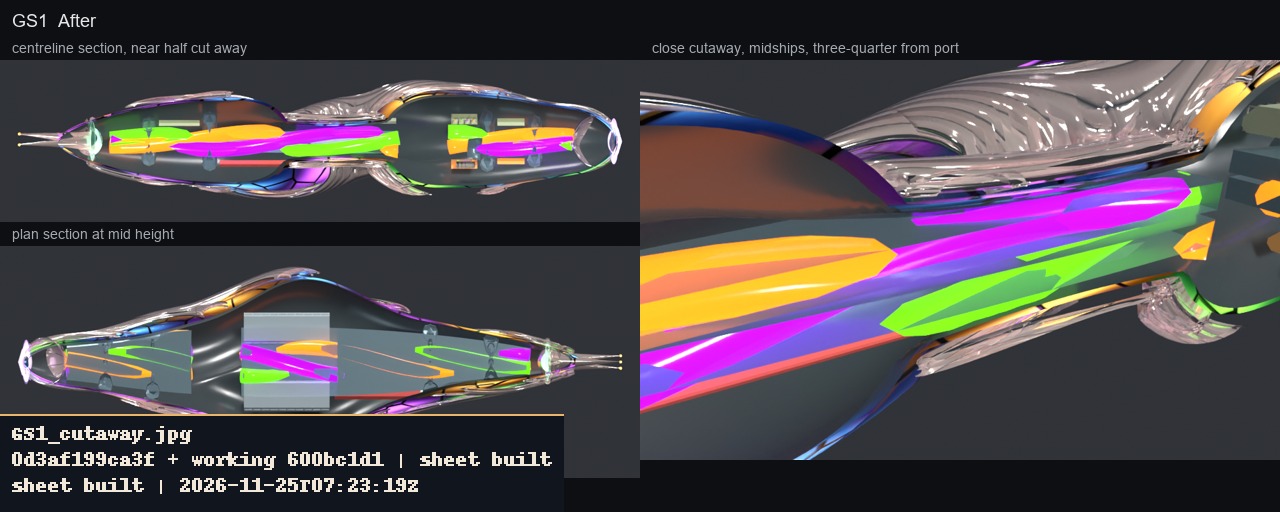 GS1 After
centreline section, near half cut away
close cutaway, midships, three-quarter from port
plan section at mid height
GS1_cutaway.jpg
0d3af199ca3f + working 600bc1d1 | sheet built
sheet built | 2026-11-25T07:23:19Z